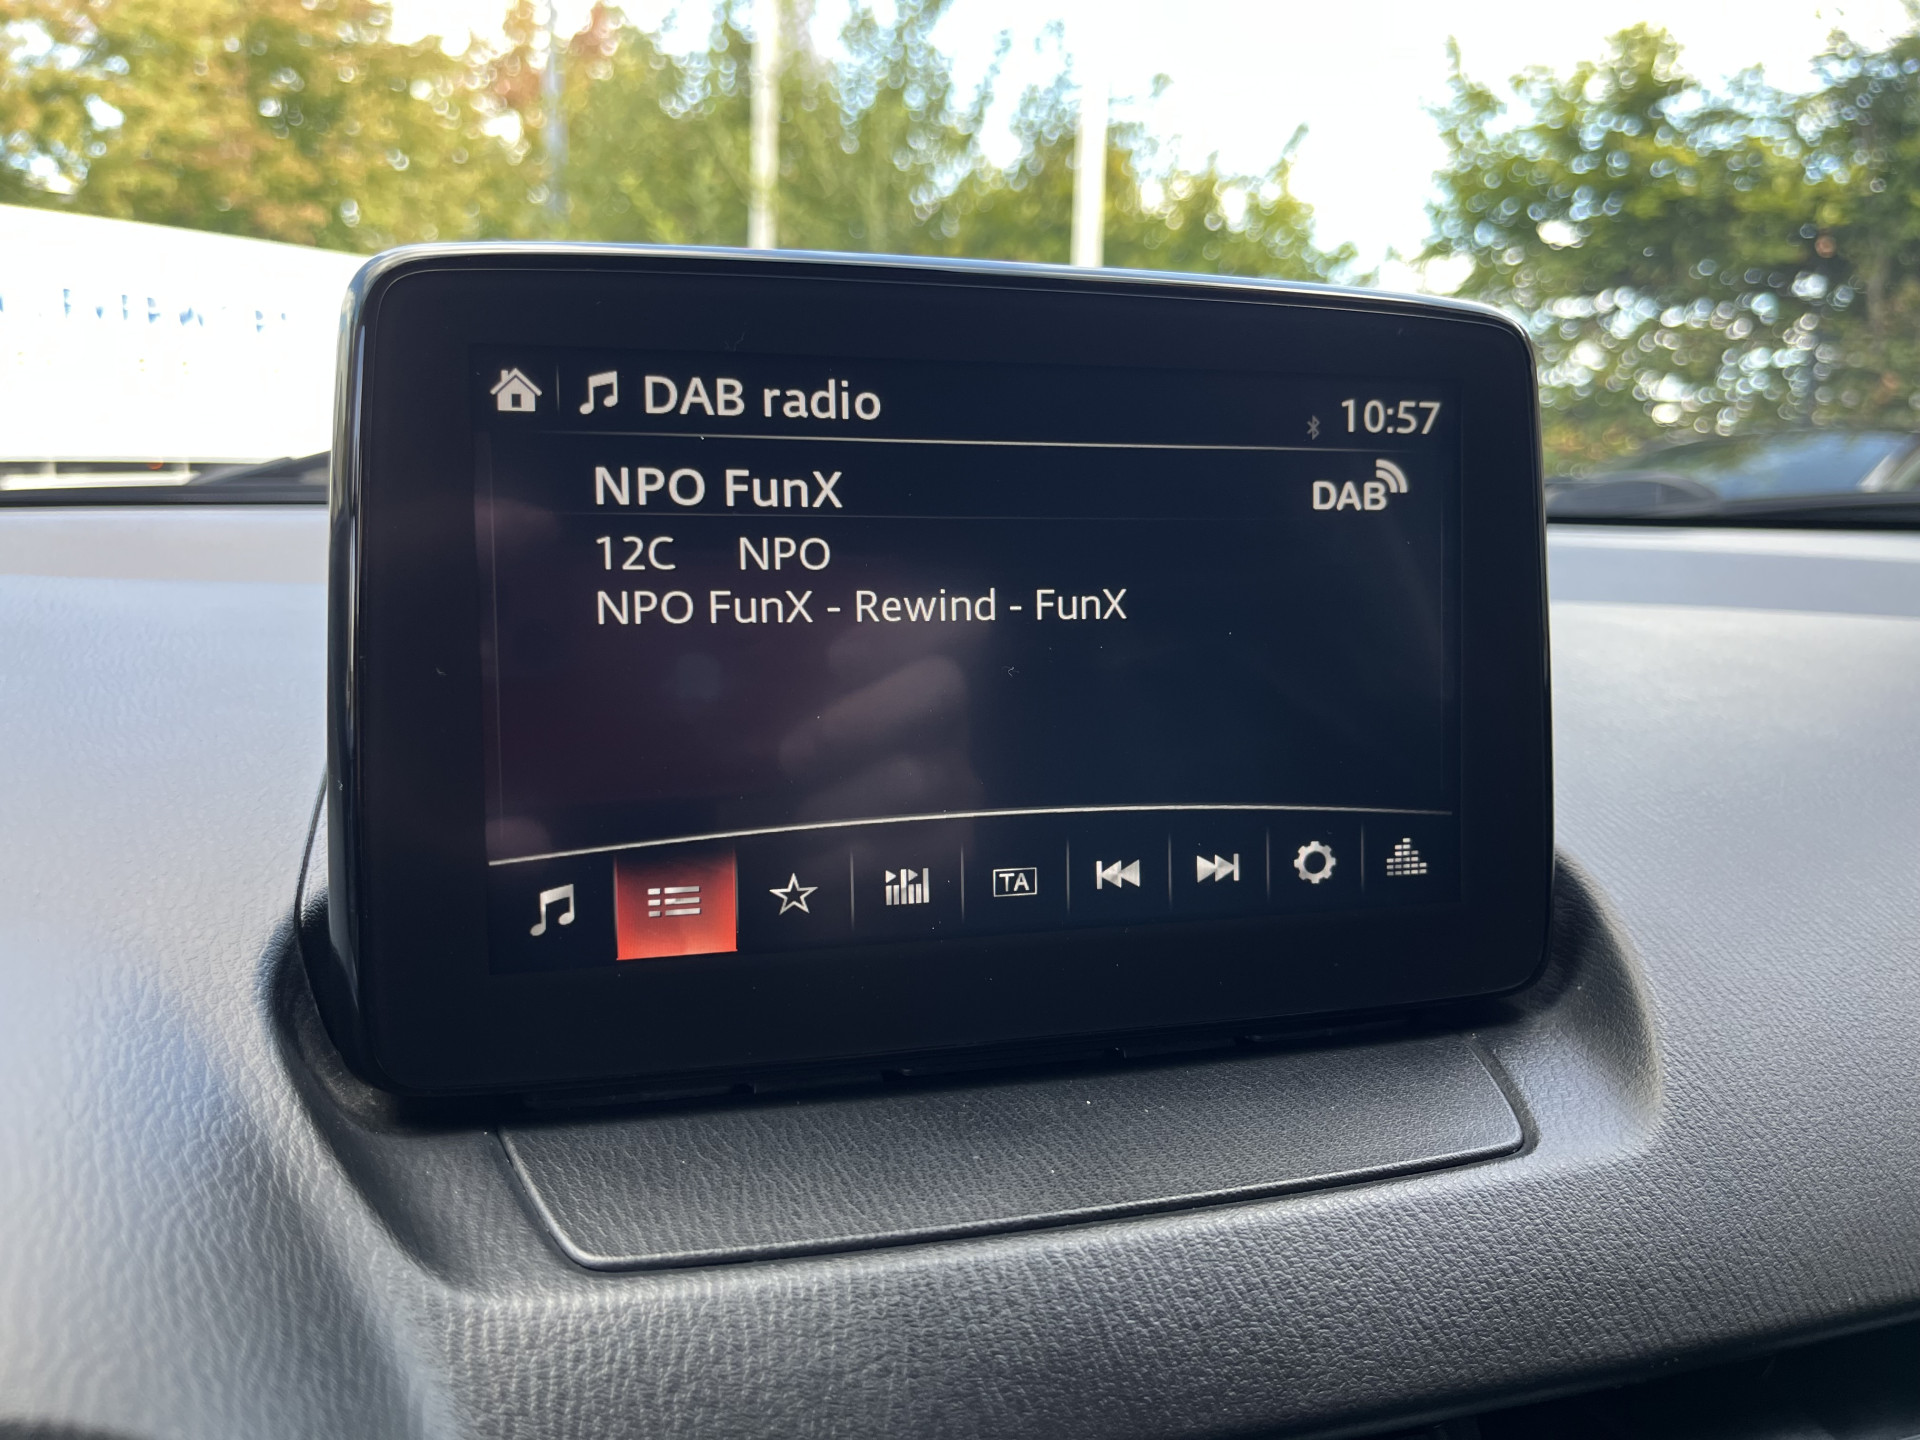 DAB radio
10:57
NPO FunX
DAB
12C NPO
NPO FunX - Rewind - FunX
TA